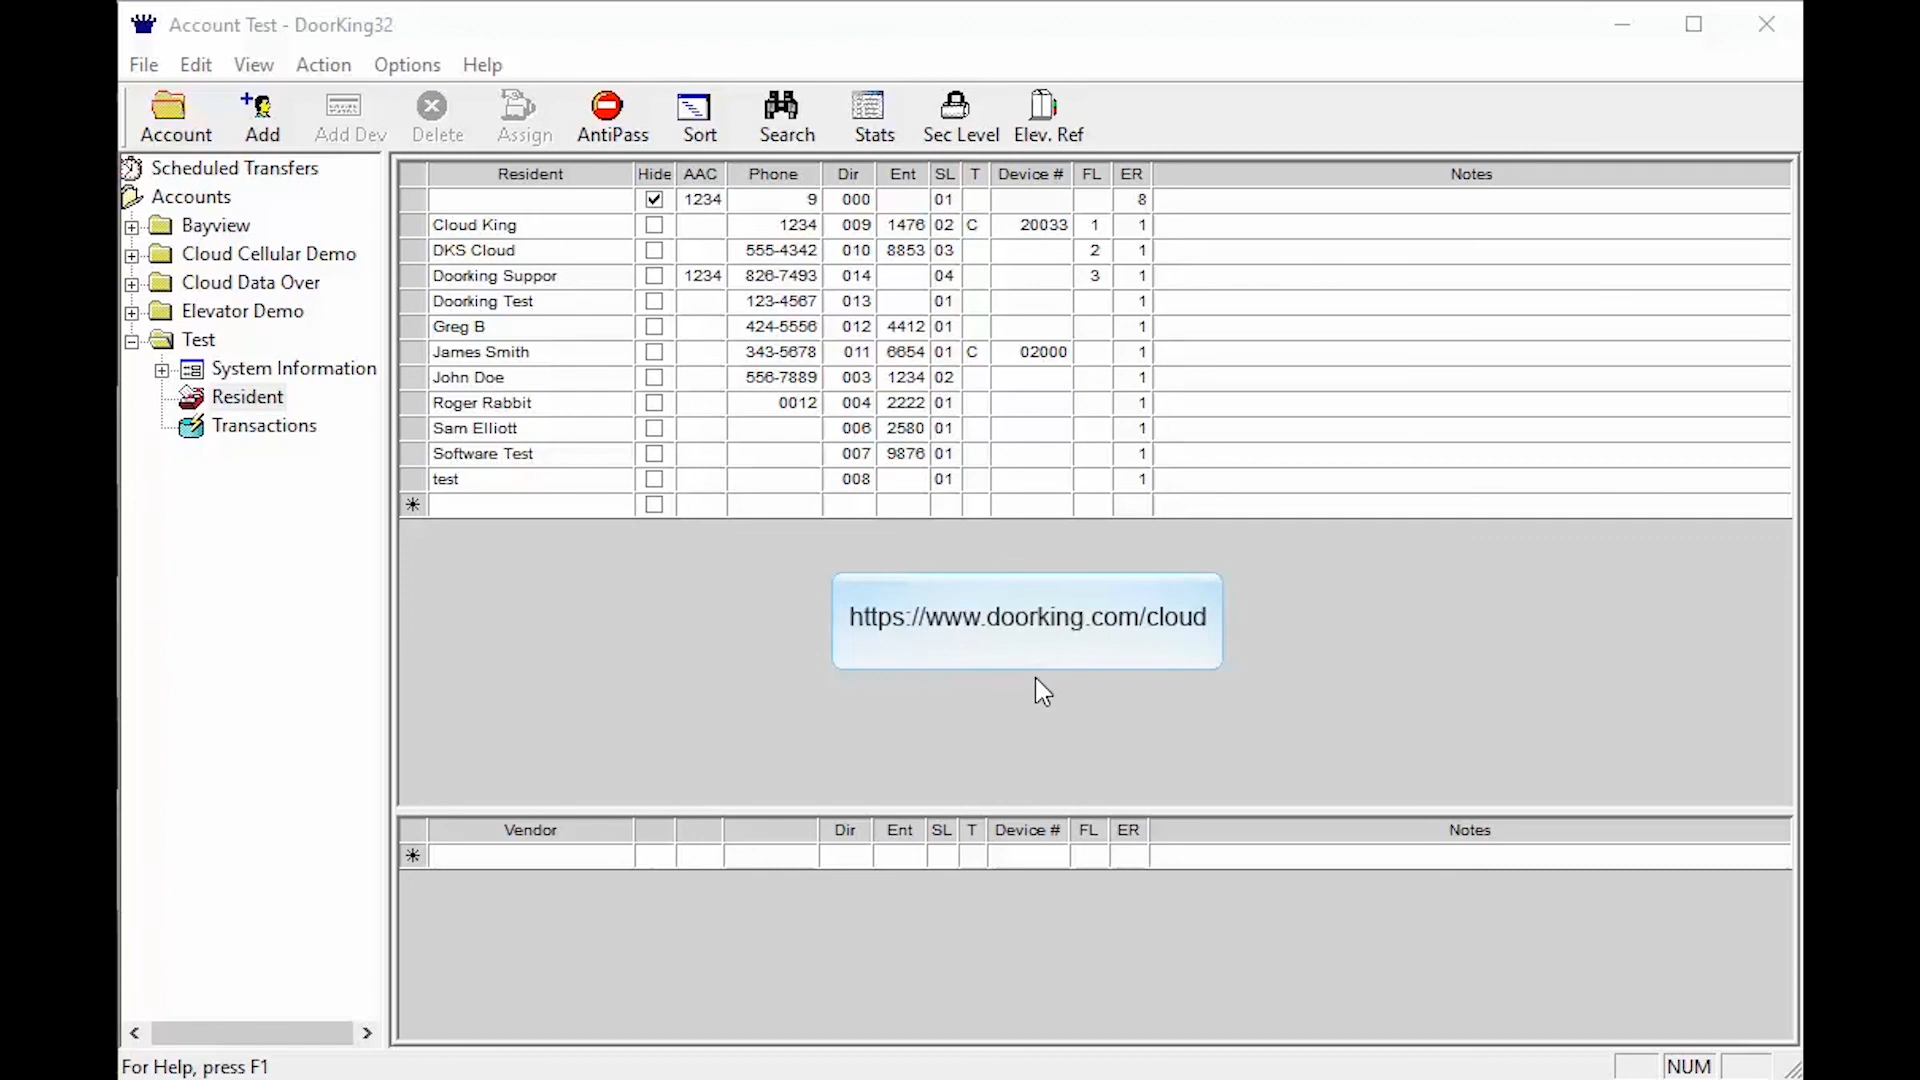 Account Test - DoorKing32
File Edit View Action Options Help
Account Add Add Dev Delete Assign AntiPass Sort Search Stats Sec Level Elev. Ref
Scheduled Transfers
Accounts
Bayview
Cloud Cellular Demo
Cloud Data Over
Elevator Demo
Test
System Information
Resident
Transactions
Resident Hide AAC Phone Dir Ent SL T Device # FL ER Notes
1234 9 000 01 8
Cloud King 1234 009 1476 02 C 20033 1 1
DKS Cloud 555-4342 010 8853 03 2 1
Doorking Suppor 1234 826-7493 014 04 3 1
Doorking Test 123-4567 013 01 1
Greg B 424-5556 012 4412 01 1
James Smith 343-5678 011 6654 01 C 02000 1
John Doe 556-7889 003 1234 02 1
Roger Rabbit 0012 004 2222 01 1
Sam Elliott 006 2580 01 1
Software Test 007 9876 01 1
test 008 01 1
https://www.doorking.com/cloud
Vendor Dir Ent SL T Device # FL ER Notes
For Help, press F1
NUM